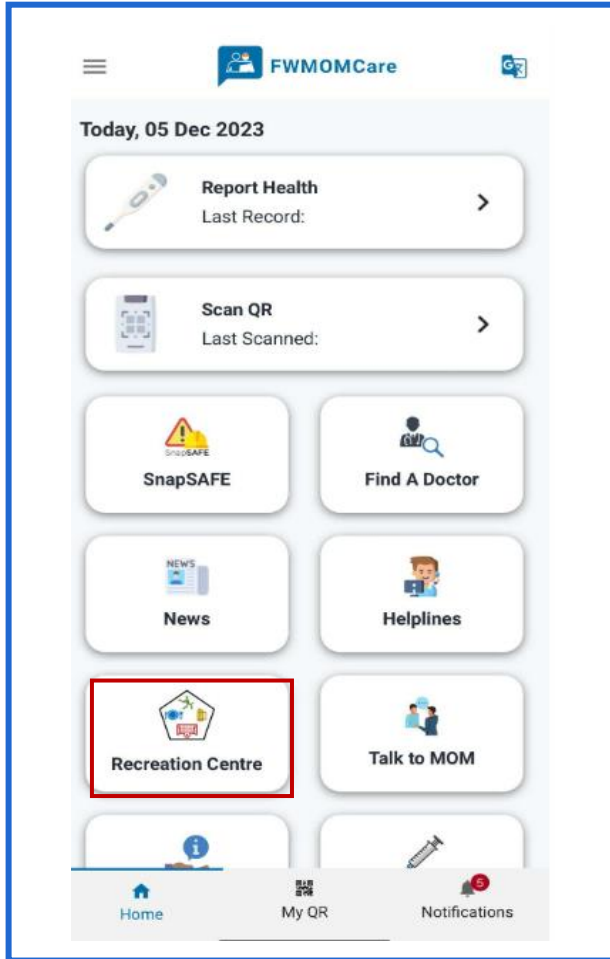 FWMOMCare
Today, 05 Dec 2023
Report Health
Last Record:
Scan QR
Last Scanned:
SnapSAFE
SnapSAFE
Find A Doctor
NEWS
News
Helplines
Recreation Centre
Talk to MOM
5
Home
My QR
Notifications